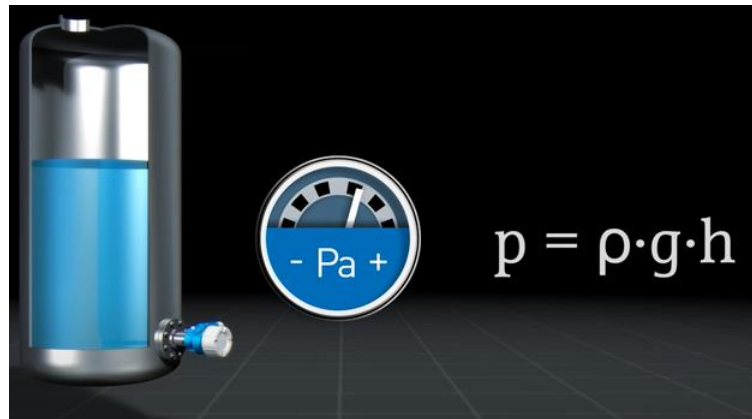 - Pa +
p = ρ·g·h